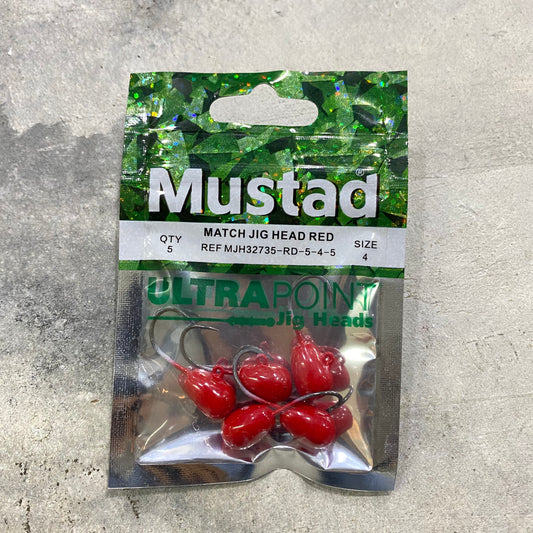 Mustad®
MATCH JIG HEAD RED
QTY 5
REF MJH32735-RD-5-4-5
SIZE 4
ULTRAPOINT
Jig Heads